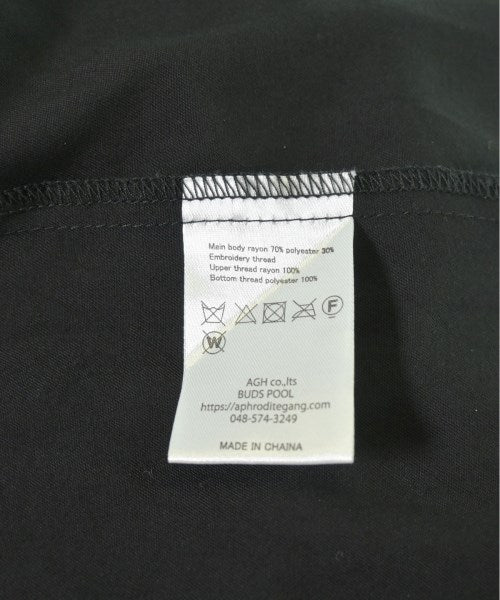 Main body rayon 70% polyester 30%
Embroidery thread
Upper thread rayon 100%
Bottom thread polyester 100%
F
W
AGH co.,lts
BUDS POOL
https://aphroditegang.com
048-574-3249
MADE IN CHAINA